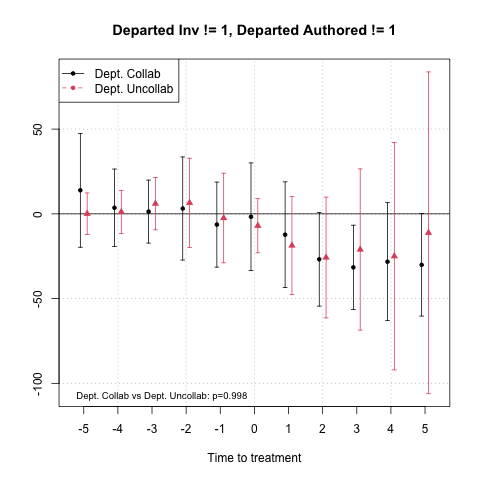 Departed Inv != 1, Departed Authored != 1
Dept. Collab
Dept. Uncollab
50
0
-50
-100
Dept. Collab vs Dept. Uncollab: p=0.998
-5 -4 -3 -2 -1 0 1 2 3 4 5
Time to treatment